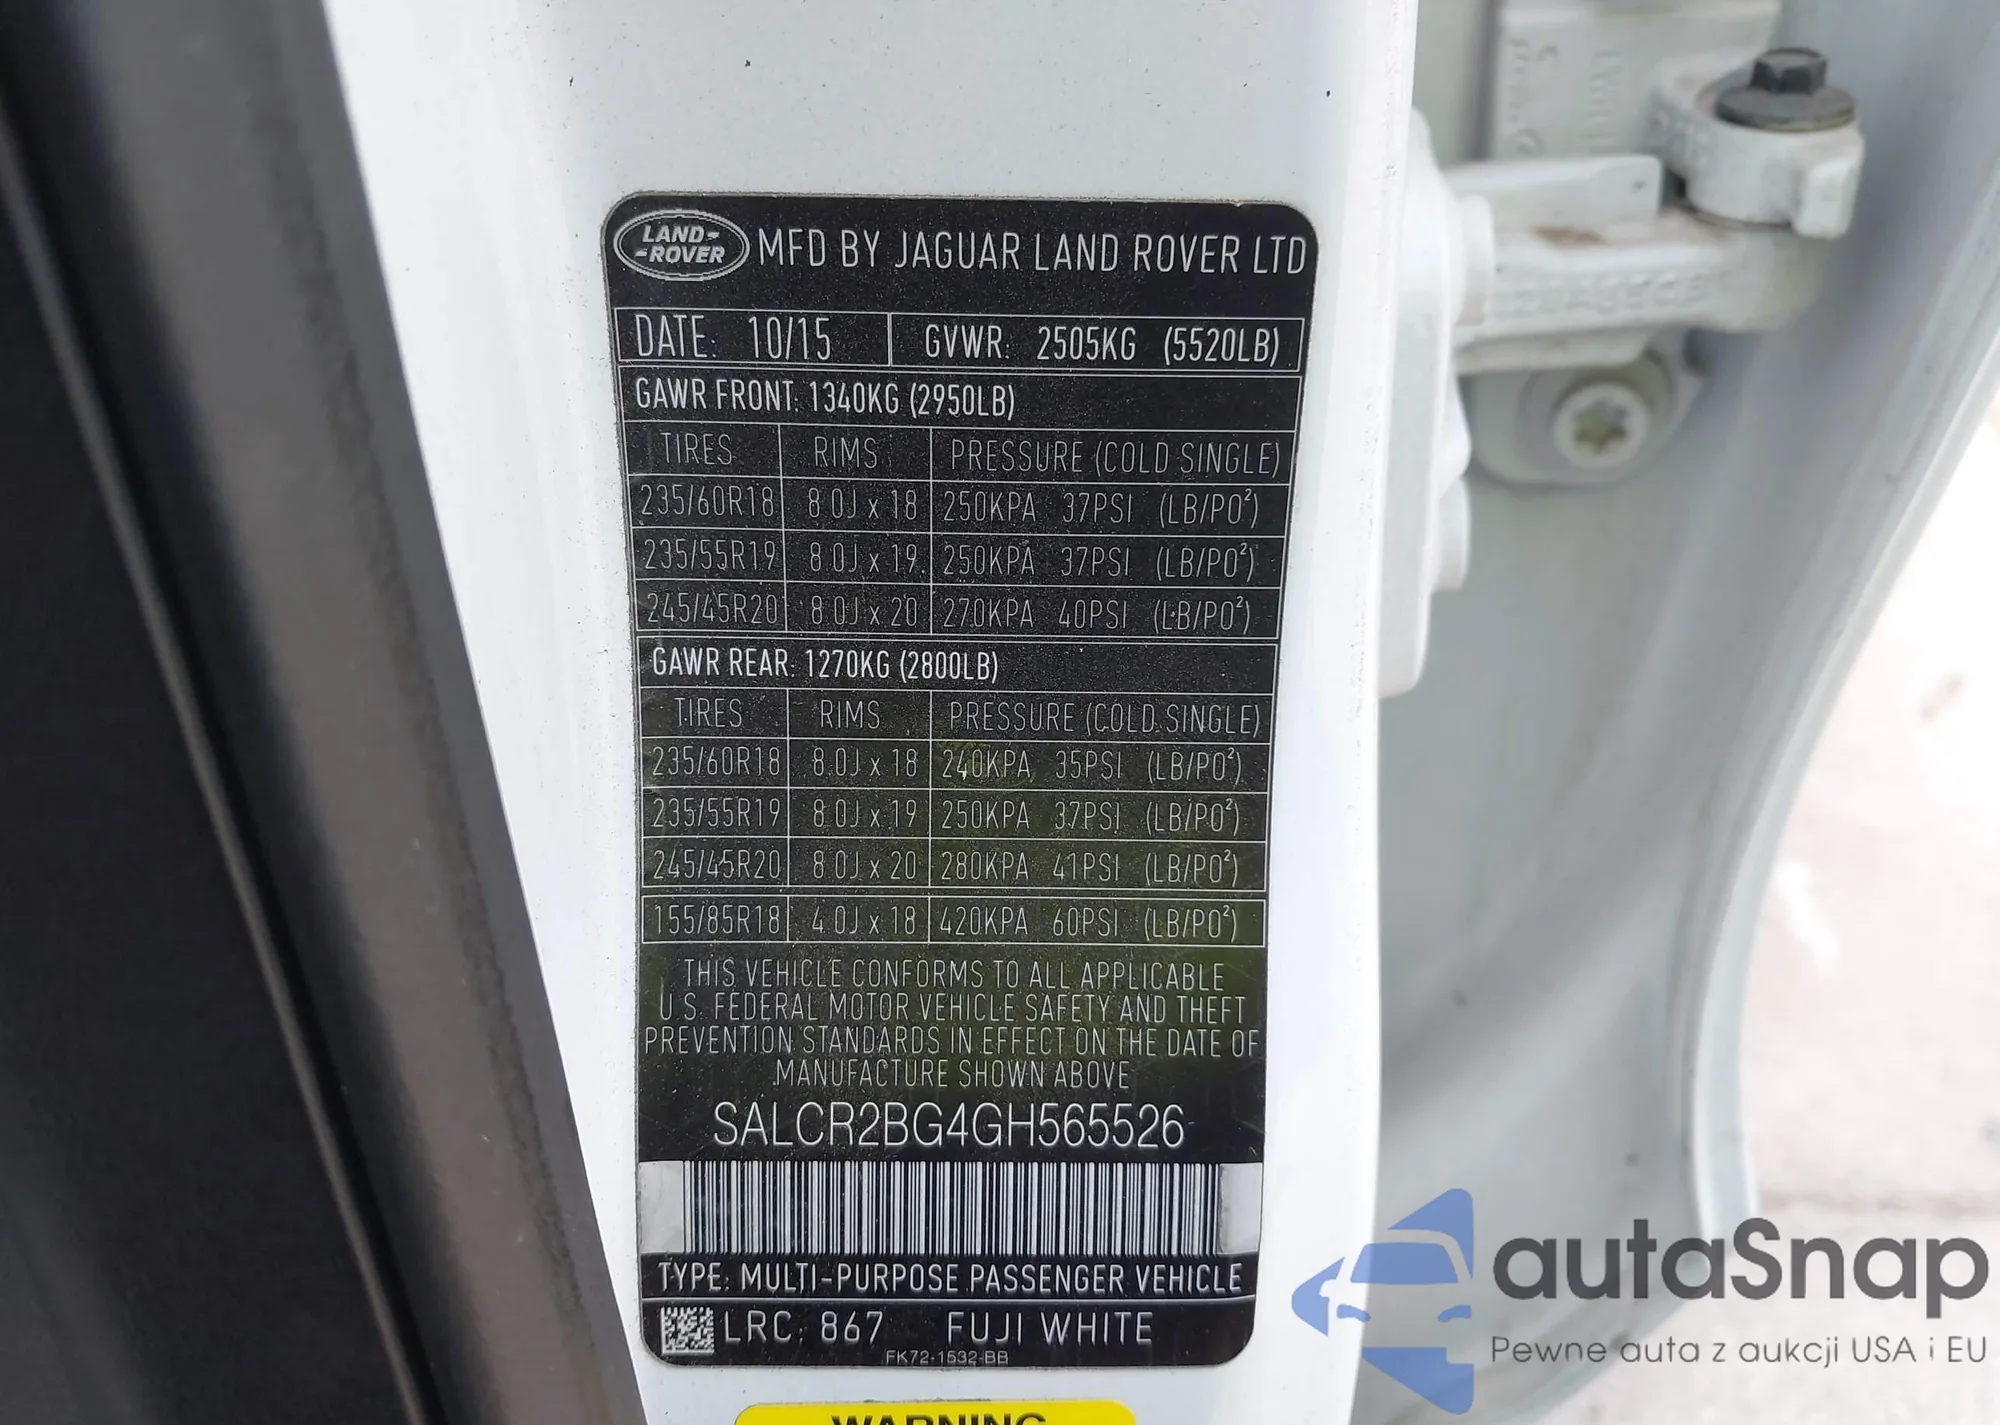 LAND-
-ROVER
MFD BY JAGUAR LAND ROVER LTD
DATE: 10/15 GVWR: 2505KG (5520LB)
GAWR FRONT: 1340KG (2950LB)
TIRES RIMS PRESSURE (COLD SINGLE)
235/60R18 8.0J x 18 250KPA 37PSI (LB/PO²)
235/55R19 8.0J x 19 250KPA 37PSI (LB/PO²)
245/45R20 8.0J x 20 270KPA 40PSI (LB/PO²)
GAWR REAR: 1270KG (2800LB)
TIRES RIMS PRESSURE (COLD SINGLE)
235/60R18 8.0J x 18 240KPA 35PSI (LB/PO²)
235/55R19 8.0J x 19 250KPA 37PSI (LB/PO²)
245/45R20 8.0J x 20 280KPA 41PSI (LB/PO²)
155/85R18 4.0J x 18 420KPA 60PSI (LB/PO²)
THIS VEHICLE CONFORMS TO ALL APPLICABLE
U.S. FEDERAL MOTOR VEHICLE SAFETY AND THEFT
PREVENTION STANDARDS IN EFFECT ON THE DATE OF
MANUFACTURE SHOWN ABOVE
SALCR2BG4GH565526
TYPE: MULTI-PURPOSE PASSENGER VEHICLE
LRC: 867 FUJI WHITE
FK72-1532-BB
WARNING
autaSnap
Pewne auta z aukcji USA i EU